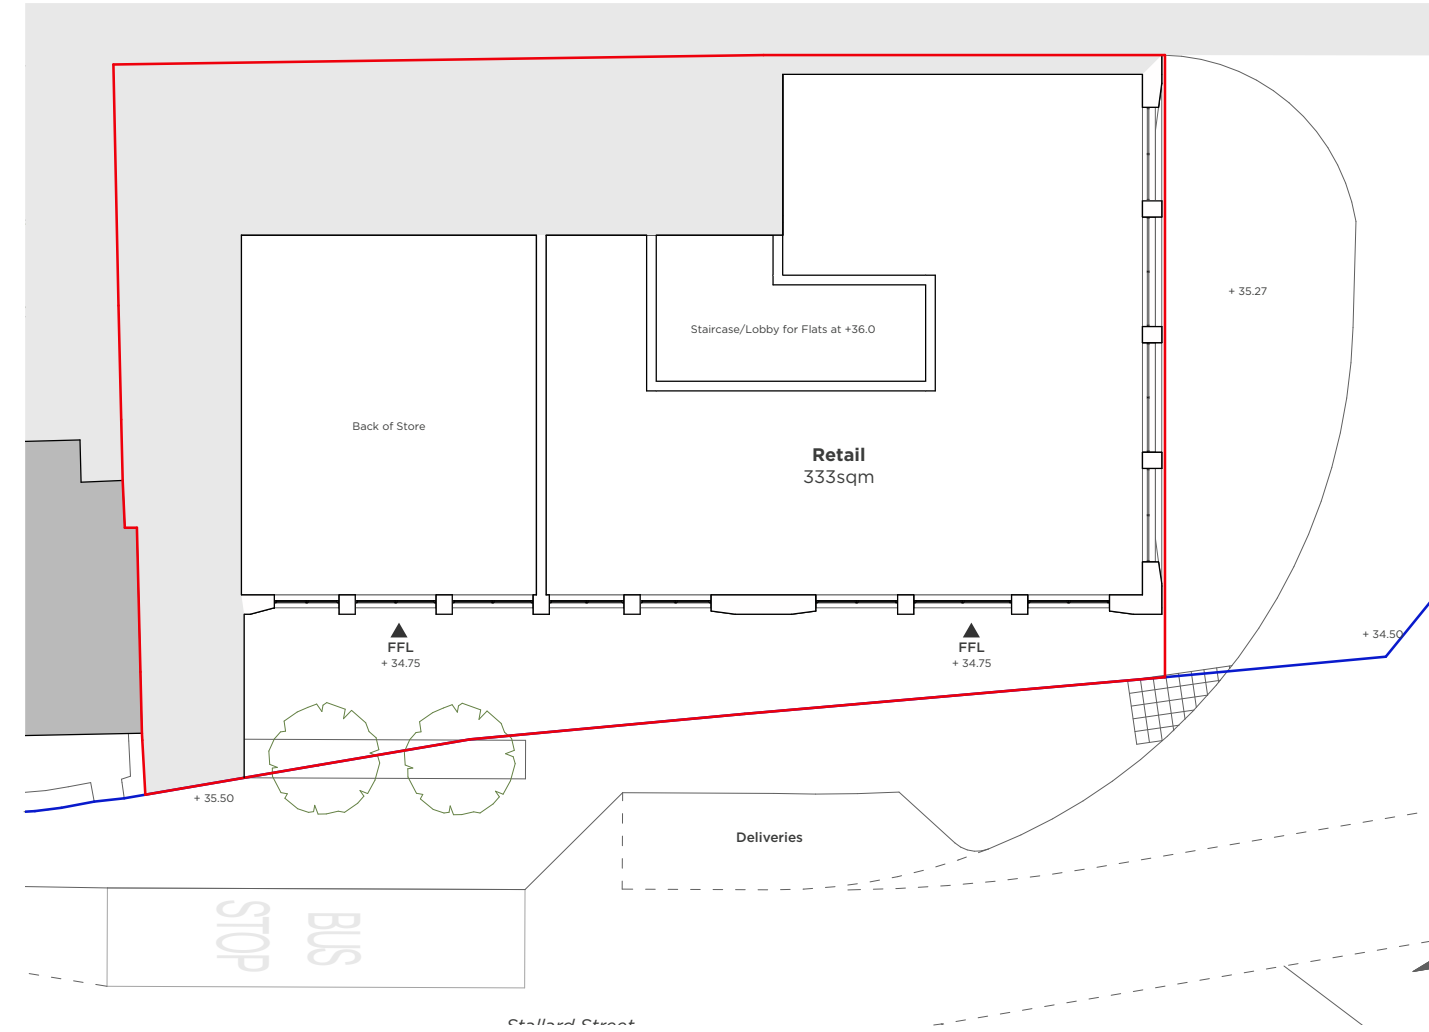 + 35.27
Staircase/Lobby for Flats at +36.0
Back of Store
Retail
333sqm
+ 34.50
FFL
+ 34.75
FFL
+ 34.75
+ 35.50
Deliveries
BUS
STOP
Stallard Street